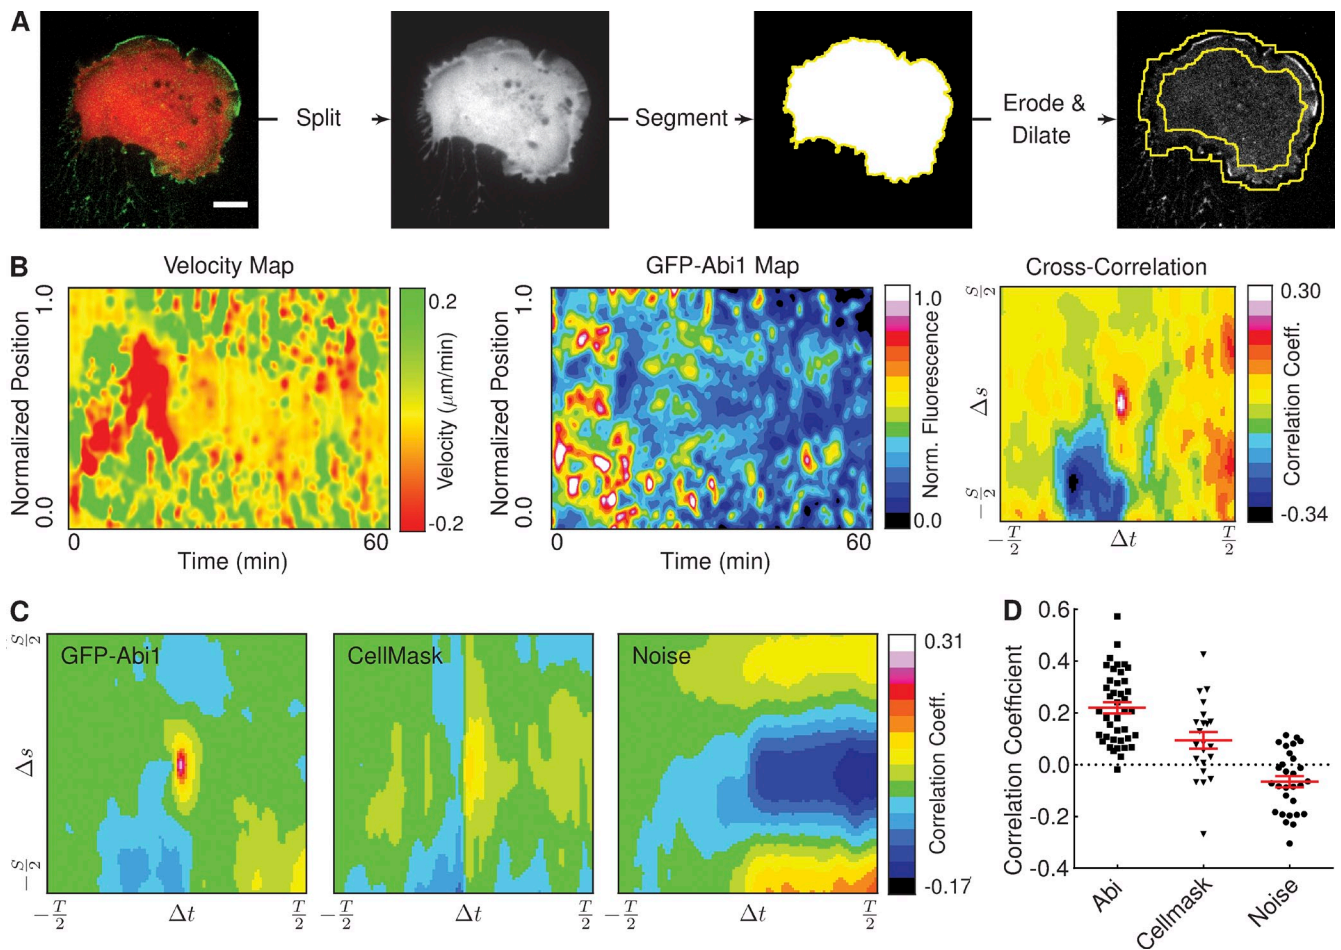 A
Split
Segment
Erode &
Dilate
B
Velocity Map
GFP-Abi1 Map
Cross-Correlation
Normalized Position
1.0
0.0
0
60
Time (min)
0.2
-0.2
Velocity (μm/min)
Normalized Position
1.0
0.0
0
60
Time (min)
1.0
0.0
Norm. Fluorescence
S/2
Δs
-S/2
-T/2
Δt
T/2
0.30
-0.34
Correlation Coeff.
C
GFP-Abi1
CellMask
Noise
S/2
Δs
-S/2
-T/2
Δt
T/2
-T/2
Δt
T/2
-T/2
Δt
T/2
0.31
-0.17
Correlation Coeff.
D
Correlation Coefficient
0.6
0.4
0.2
0.0
-0.2
-0.4
Abi
Cellmask
Noise